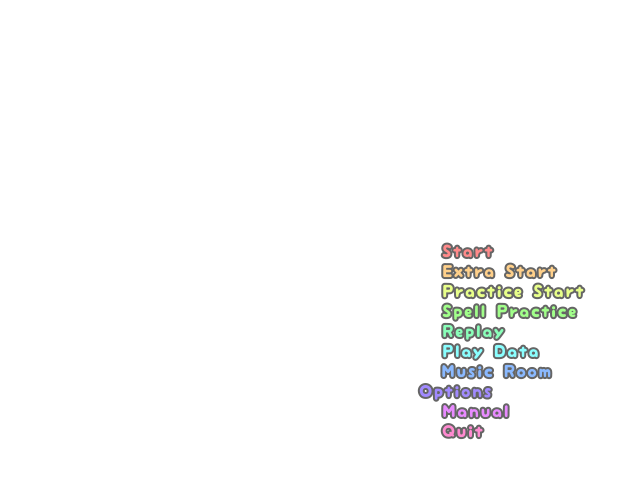 Start
Extra Start
Practice Start
Spell Practice
Replay
Play Data
Music Room
Options
Manual
Quit